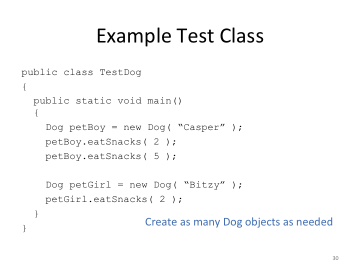 Example Test Class
public class TestDog
{
public static void main()
{
Dog petBoy = new Dog( “Casper” );
petBoy.eatSnacks( 2 );
petBoy.eatSnacks( 5 );
Dog petGirl = new Dog( “Bitzy” );
petGirl.eatSnacks( 2 );
}
Create as many Dog objects as needed
}
30